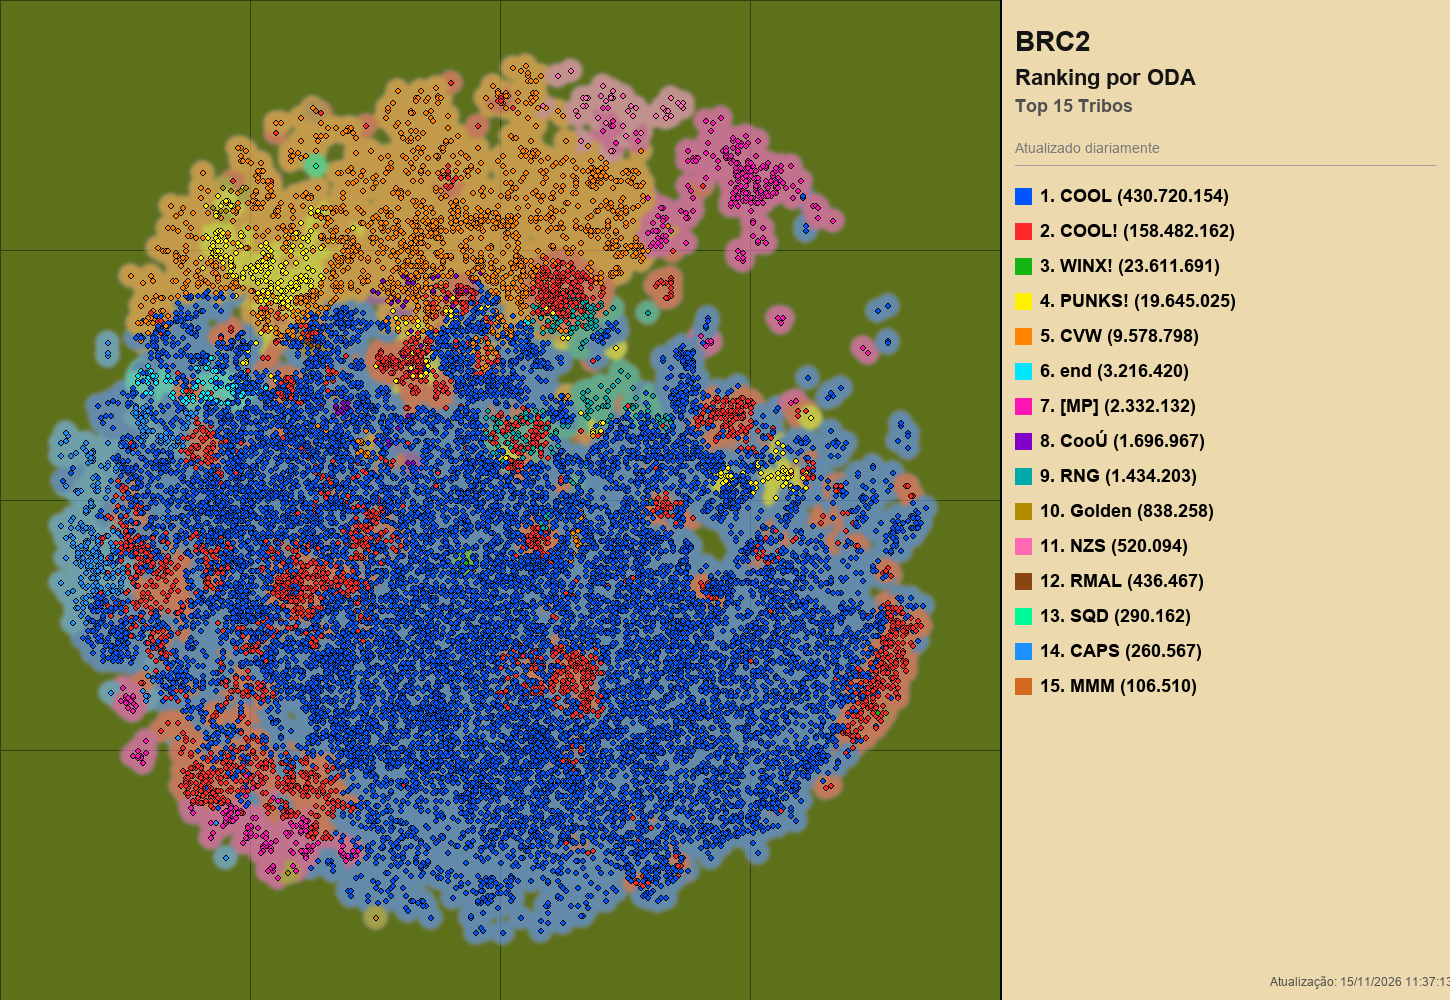 BRC2
Ranking por ODA
Top 15 Tribos
Atualizado diariamente
1. COOL (430.720.154)
2. COOL! (158.482.162)
3. WINX! (23.611.691)
4. PUNKS! (19.645.025)
5. CVW (9.578.798)
6. end (3.216.420)
7. [MP] (2.332.132)
8. CooÚ (1.696.967)
9. RNG (1.434.203)
10. Golden (838.258)
11. NZS (520.094)
12. RMAL (436.467)
13. SQD (290.162)
14. CAPS (260.567)
15. MMM (106.510)
Atualização: 15/11/2026 11:37:13